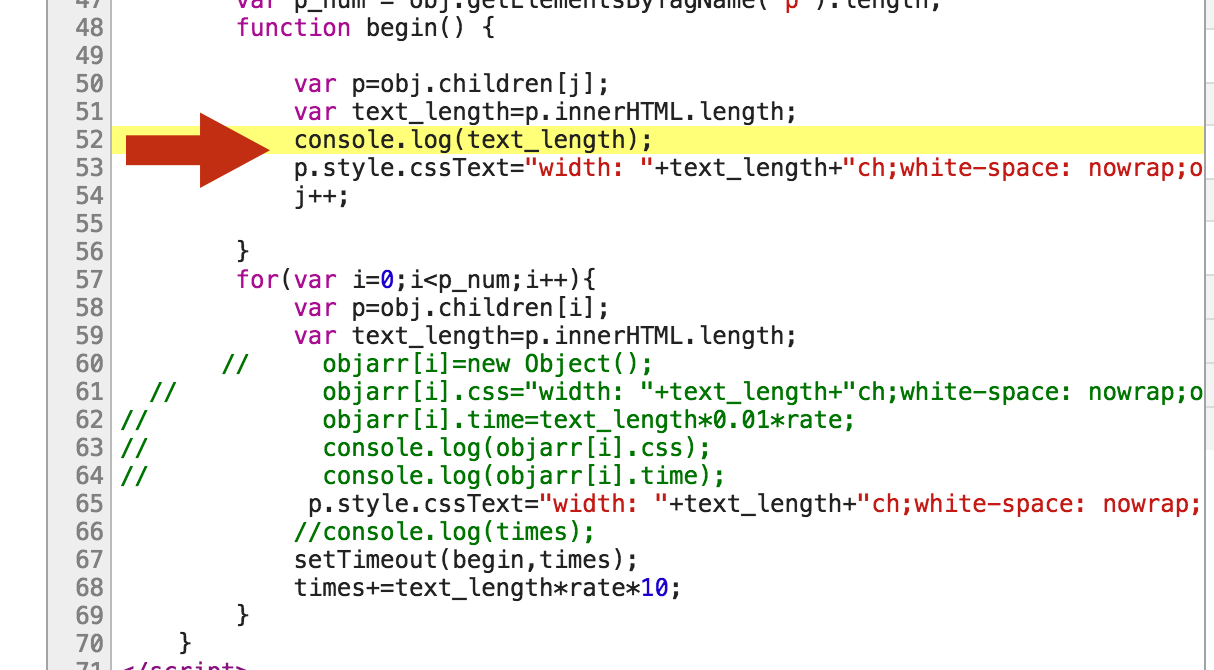 47 var p_num = obj.getElementsByTagName("p").length;
48 function begin() {
49
50 var p=obj.children[j];
51 var text_length=p.innerHTML.length;
52 console.log(text_length);
53 p.style.cssText="width: "+text_length+"ch;white-space: nowrap;o
54 j++;
55
56 }
57 for(var i=0;i<p_num;i++){
58 var p=obj.children[i];
59 var text_length=p.innerHTML.length;
60 // objarr[i]=new Object();
61 // objarr[i].css="width: "+text_length+"ch;white-space: nowrap;o
62 // objarr[i].time=text_length*0.01*rate;
63 // console.log(objarr[i].css);
64 // console.log(objarr[i].time);
65 p.style.cssText="width: "+text_length+"ch;white-space: nowrap;
66 //console.log(times);
67 setTimeout(begin,times);
68 times+=text_length*rate*10;
69 }
70 }
71 </script>